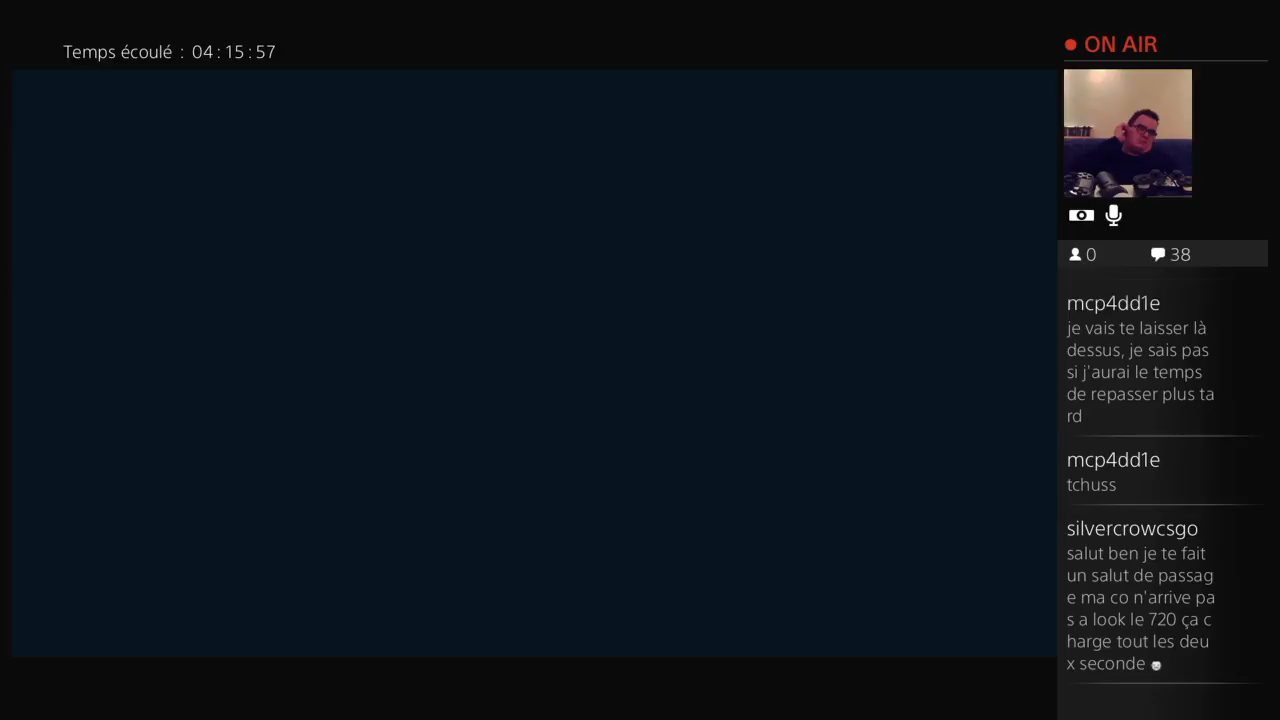 Temps écoulé : 04:15:57
ON AIR
0
38
mcp4dd1e
je vais te laisser là
dessus, je sais pas
si j'aurai le temps
de repasser plus ta
rd
mcp4dd1e
tchuss
silvercrowcsgo
salut ben je te fait
un salut de passag
e ma co n'arrive pa
s a look le 720 ça c
harge tout les deu
x seconde